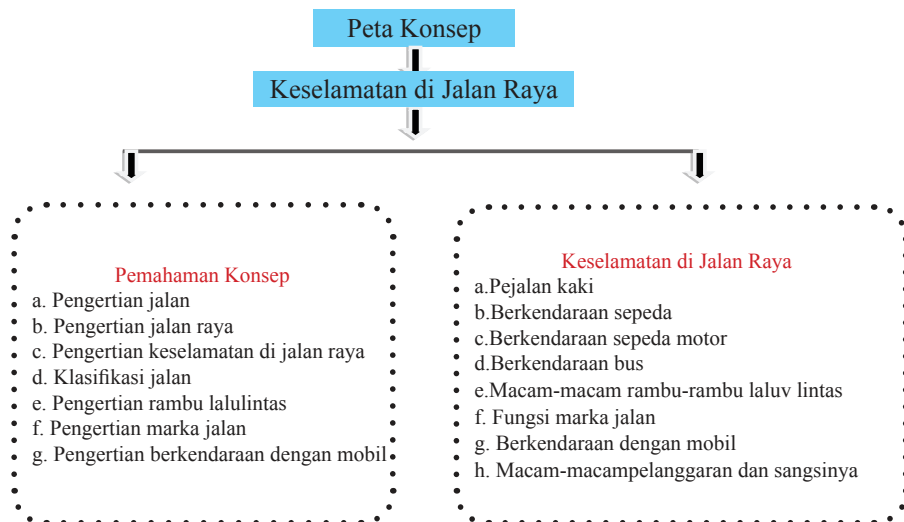 Peta Konsep
Keselamatan di Jalan Raya
Pemahaman Konsep
a. Pengertian jalan
b. Pengertian jalan raya
c. Pengertian keselamatan di jalan raya
d. Klasifikasi jalan
e. Pengertian rambu lalulintas
f. Pengertian marka jalan
g. Pengertian berkendaraan dengan mobil
Keselamatan di Jalan Raya
a.Pejalan kaki
b.Berkendaraan sepeda
c.Berkendaraan sepeda motor
d.Berkendaraan bus
e.Macam-macam rambu-rambu laluv lintas
f. Fungsi marka jalan
g. Berkendaraan dengan mobil
h. Macam-macampelanggaran dan sangsinya